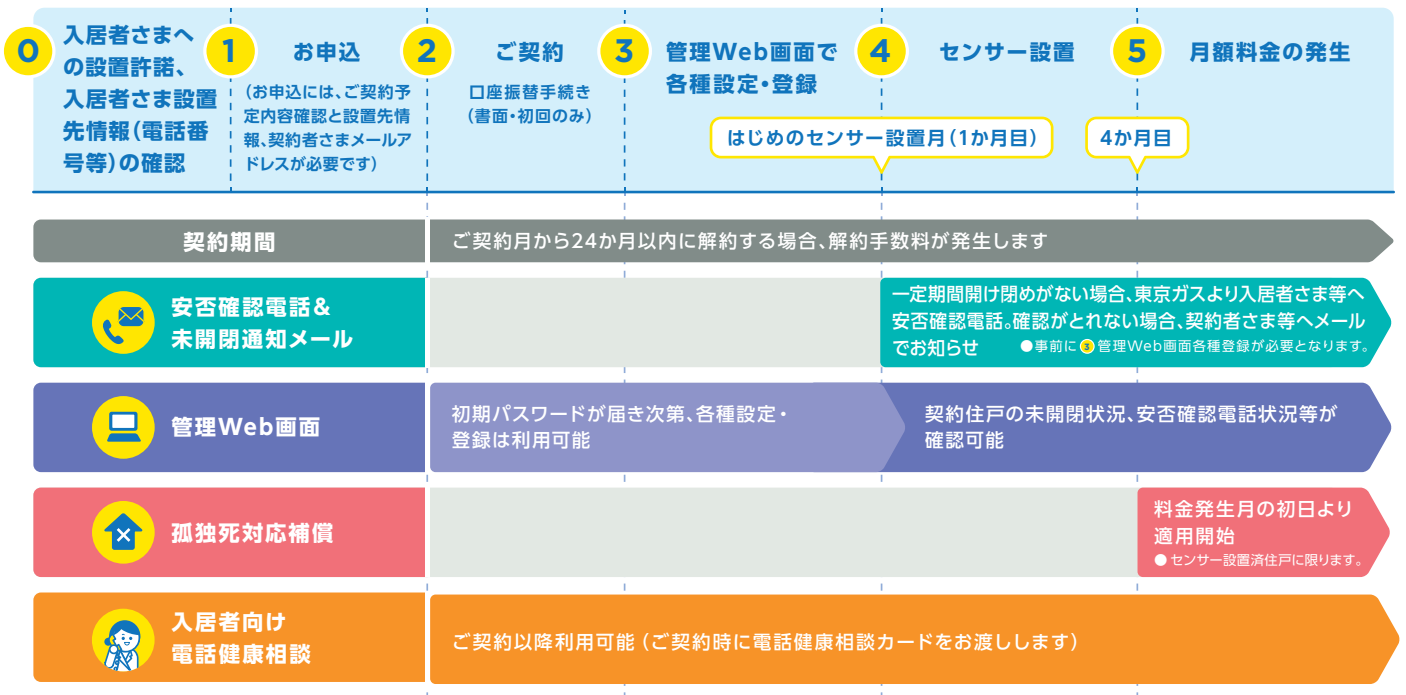 0
入居者さまへ
の設置許諾、
入居者さま設置
先情報（電話番
号等）の確認
1
お申込
（お申込には、ご契約予
定内容確認と設置先情
報、契約者さまメールア
ドレスが必要です）
2
ご契約
口座振替手続き
（書面・初回のみ）
3
管理Web画面で
各種設定・登録
4
センサー設置
5
月額料金の発生
はじめのセンサー設置月（1か月目）
4か月目
契約期間
ご契約月から24か月以内に解約する場合、解約手数料が発生します
安否確認電話＆
未開閉通知メール
一定期間開け閉めがない場合、東京ガスより入居者さま等へ
安否確認電話。確認がとれない場合、契約者さま等へメール
でお知らせ ●事前に3管理Web画面各種登録が必要となります。
管理Web画面
初期パスワードが届き次第、各種設定・
登録は利用可能
契約住戸の未開閉状況、安否確認電話状況等が
確認可能
孤独死対応補償
料金発生月の初日より
適用開始
●センサー設置済住戸に限ります。
入居者向け
電話健康相談
ご契約以降利用可能（ご契約時に電話健康相談カードをお渡しします）